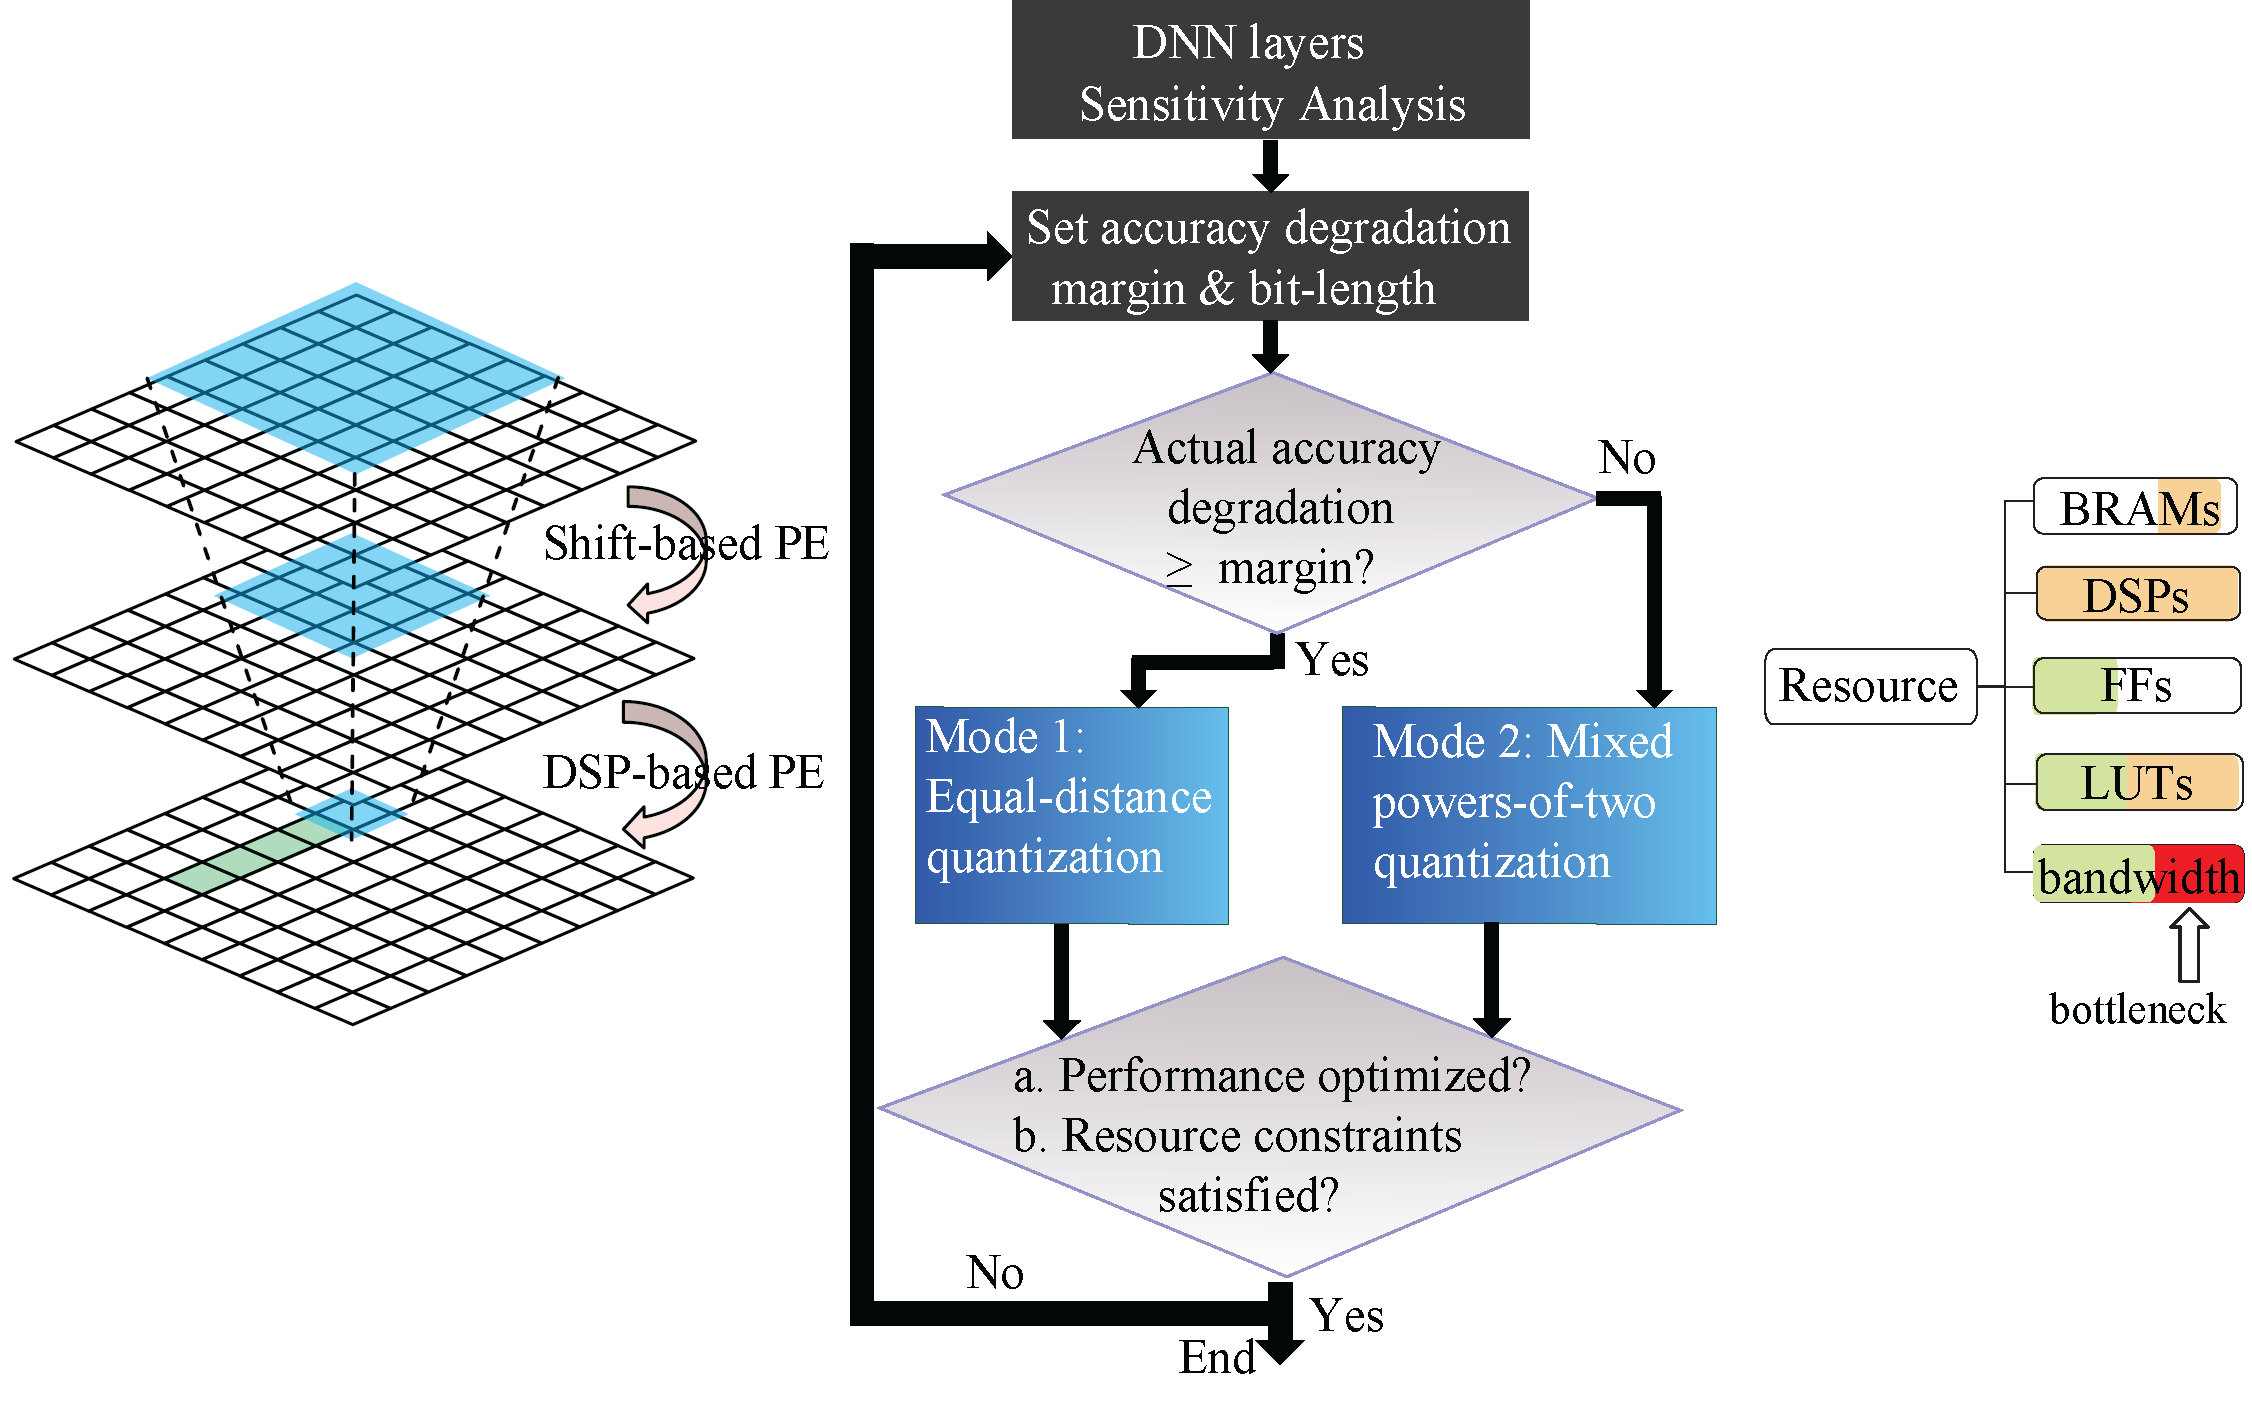 DNN layers
Sensitivity Analysis
Set accuracy degradation
margin & bit-length
Actual accuracy
degradation
≥ margin?
No
Yes
Shift-based PE
DSP-based PE
Mode 1:
Equal-distance
quantization
Mode 2: Mixed
powers-of-two
quantization
a. Performance optimized?
b. Resource constraints
satisfied?
No
Yes
End
Resource
BRAMs
DSPs
FFs
LUTs
bandwidth
bottleneck